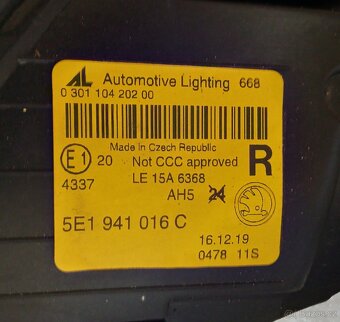 AL Automotive Lighting 668
0 301 104 202 00
Made in Czech Republic
E1 20 Not CCC approved R
4337 LE 15A 6368
AH5 24
5E1 941 016 C
16.12.19
0478 11S